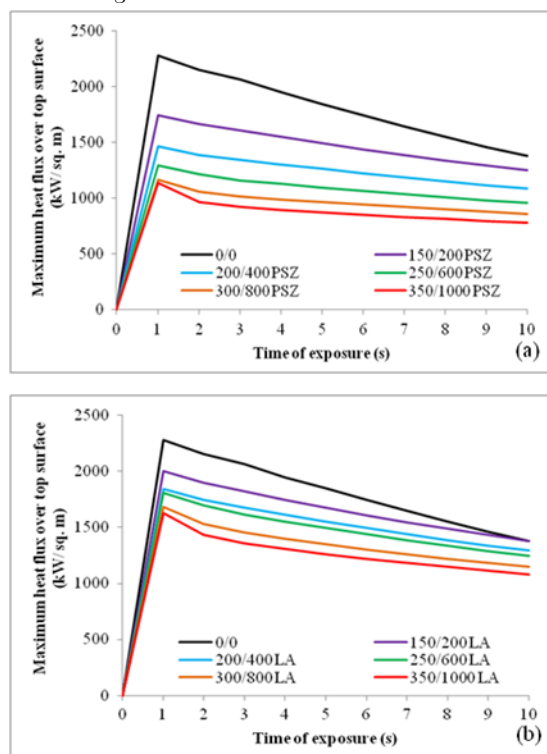 2500
2000
1500
1000
500
0
Maximum heat flux over top surface
(kW/ sq. m)
0/0
150/200PSZ
200/400PSZ
250/600PSZ
300/800PSZ
350/1000PSZ
0 1 2 3 4 5 6 7 8 9 10
Time of exposure (s)
(a)
2500
2000
1500
1000
500
0
Maximum heat flux over top surface
(kW/ sq. m)
0/0
150/200LA
200/400LA
250/600LA
300/800LA
350/1000LA
0 1 2 3 4 5 6 7 8 9 10
Time of exposure (s)
(b)